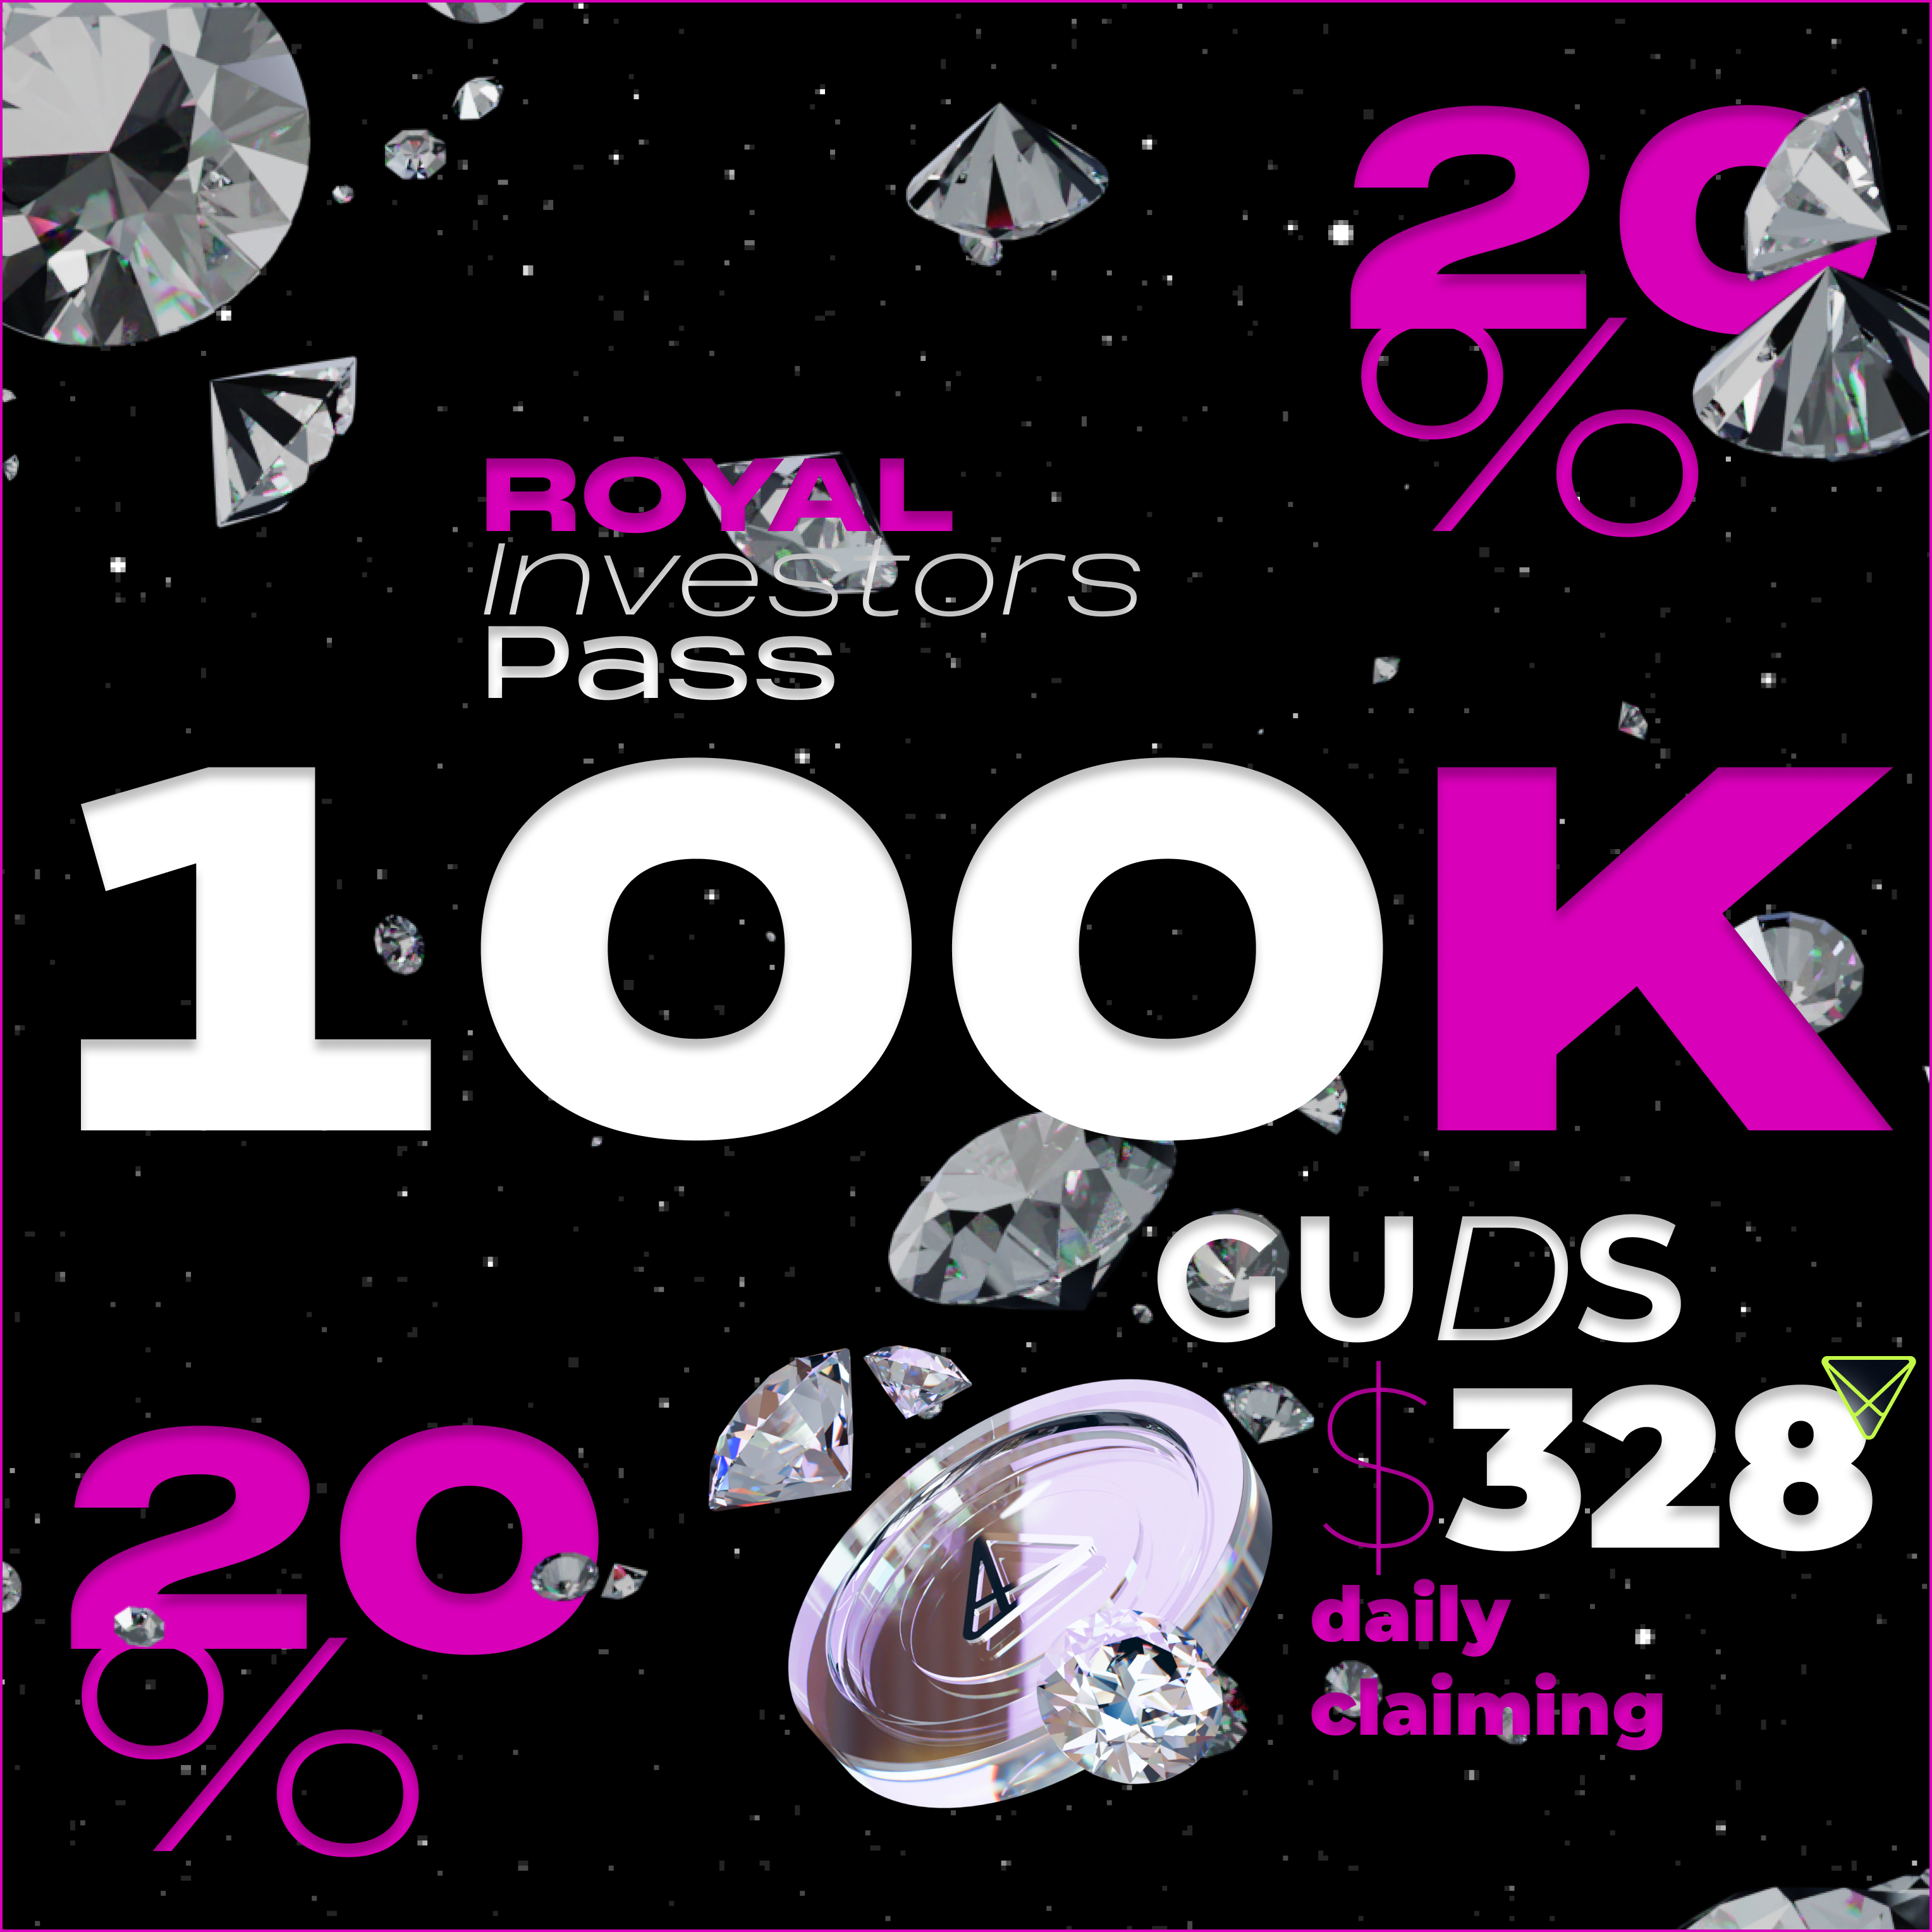 20
%
ROYAL
Investors
Pass
100K
GUDS
$328
20
%
daily
claiming